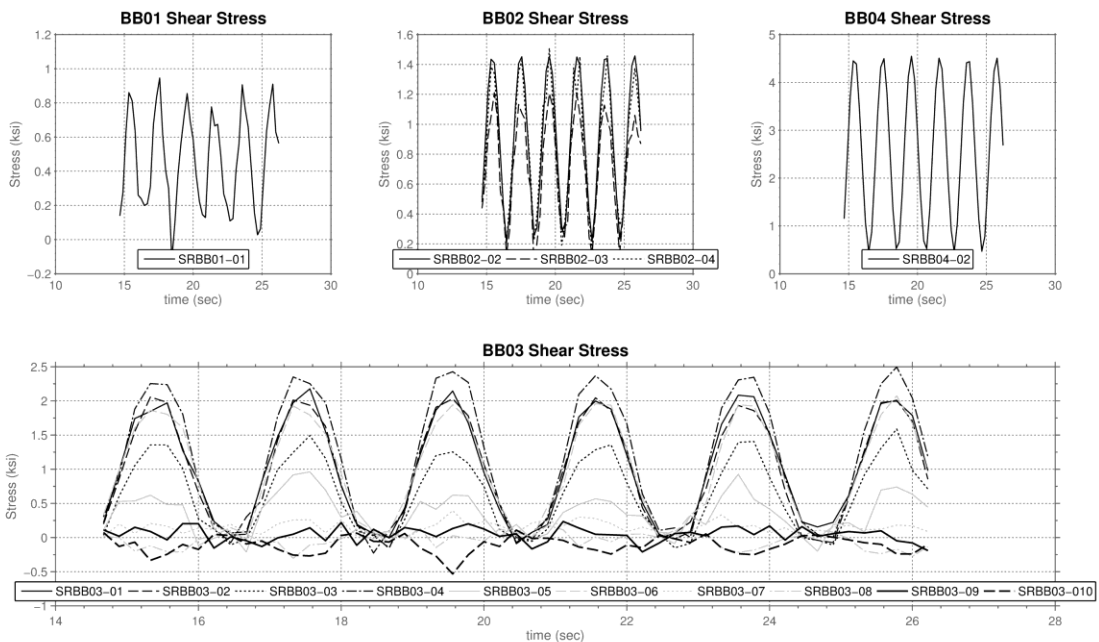 BB01 Shear Stress
1.2
1
0.8
0.6
0.4
0.2
0
−0.2
Stress (ksi)
SRBB01−01
10 15 20 25 30
time (sec)
BB02 Shear Stress
1.6
1.4
1.2
1
0.8
0.6
0.4
0.2
0
Stress (ksi)
SRBB02−02 SRBB02−03 SRBB02−04
10 15 20 25 30
time (sec)
BB04 Shear Stress
5
4
3
2
1
0
Stress (ksi)
SRBB04−02
10 15 20 25 30
time (sec)
BB03 Shear Stress
2.5
2
1.5
1
0.5
0
−0.5
−1
Stress (ksi)
SRBB03−01 SRBB03−02 SRBB03−03 SRBB03−04 SRBB03−05 SRBB03−06 SRBB03−07 SRBB03−08 SRBB03−09 SRBB03−010
14 16 18 20 22 24 26 28
time (sec)